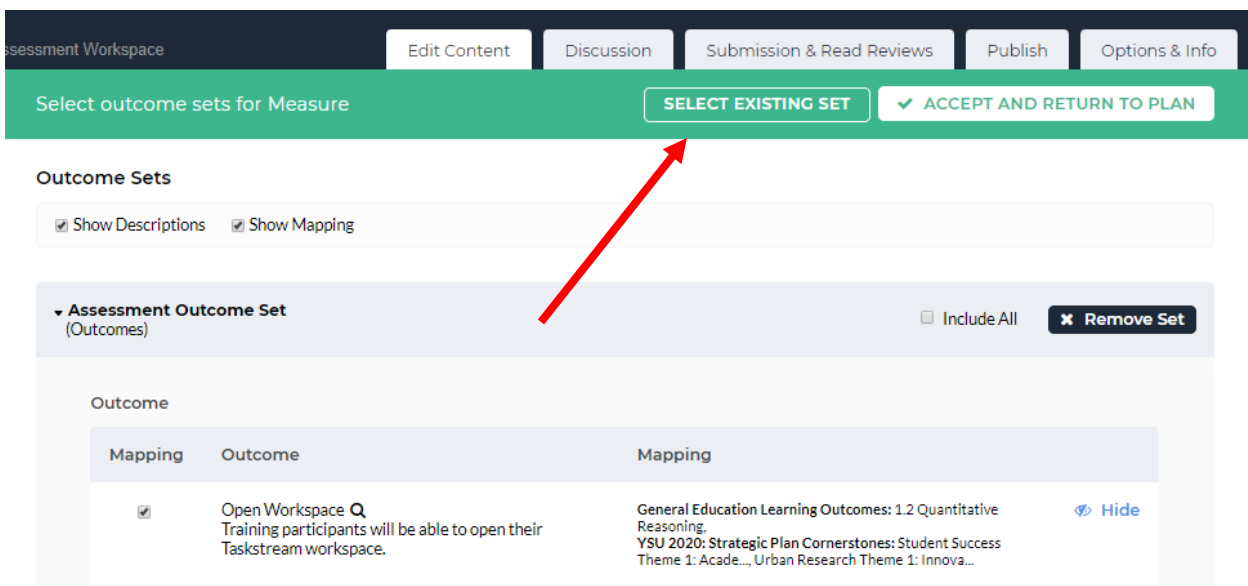 Assessment Workspace
Edit Content
Discussion
Submission & Read Reviews
Publish
Options & Info
Select outcome sets for Measure
SELECT EXISTING SET
✔ ACCEPT AND RETURN TO PLAN
Outcome Sets
Show Descriptions
Show Mapping
Assessment Outcome Set
(Outcomes)
Include All
✖ Remove Set
Outcome
Mapping
Outcome
Mapping
Open Workspace
Training participants will be able to open their
Taskstream workspace.
General Education Learning Outcomes: 1.2 Quantitative
Reasoning,
YSU 2020: Strategic Plan Cornerstones: Student Success
Theme 1: Acade..., Urban Research Theme 1: Innova...
Hide